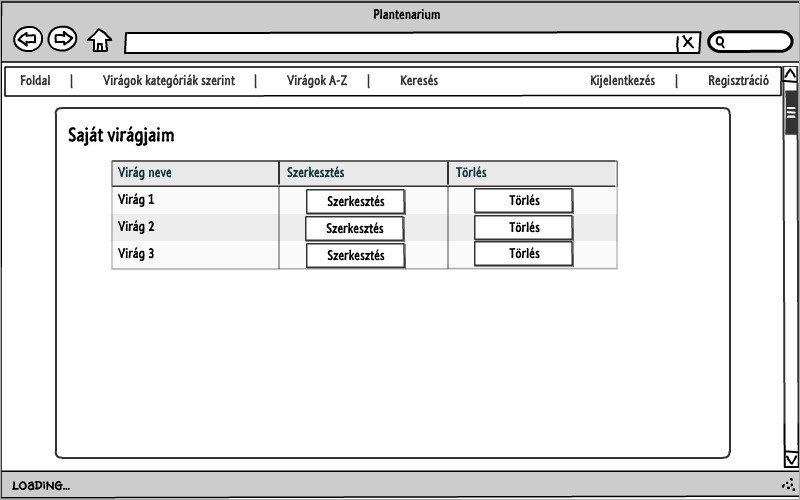 Plantenarium
X
Foldal | Virágok kategóriák szerint | Virágok A-Z | Keresés Kijelentkezés | Regisztráció
Saját virágjaim
Virág neve Szerkesztés Törlés
Virág 1 Szerkesztés Törlés
Virág 2 Szerkesztés Törlés
Virág 3 Szerkesztés Törlés
LOADING...